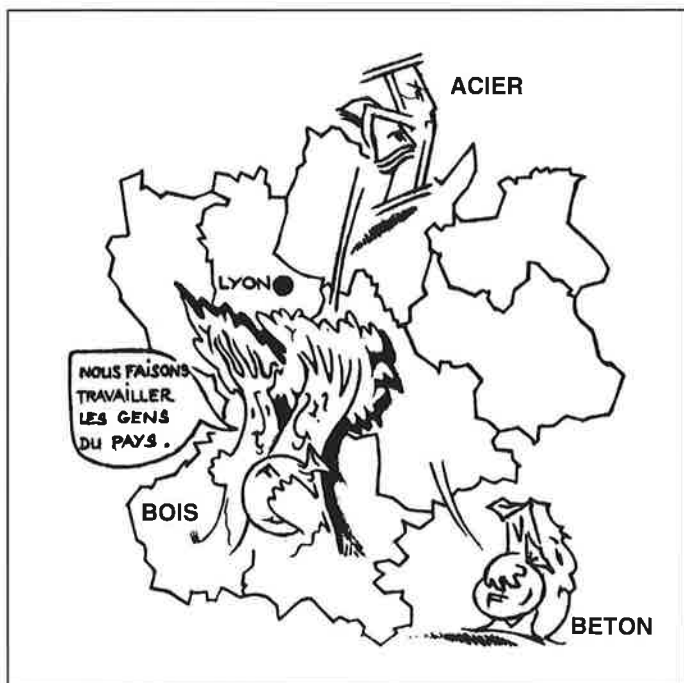 ACIER
LYON
NOUS FAISONS
TRAVAILLER
LES GENS
DU PAYS.
BOIS
BETON